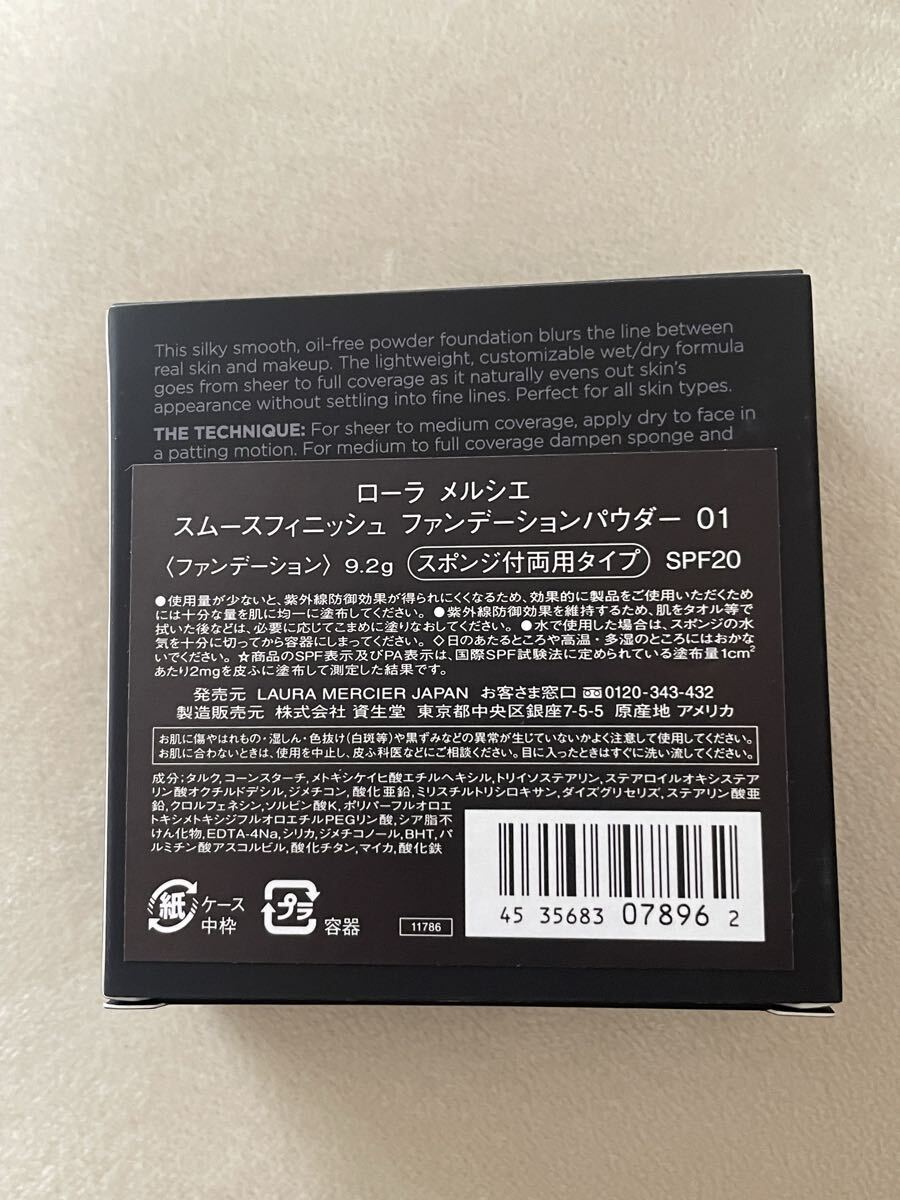 This silky smooth, oil-free powder foundation blurs the line between
real skin and makeup. The lightweight, customizable wet/dry formula
goes from sheer to full coverage as it naturally evens out skin's
appearance without settling into fine lines. Perfect for all skin types.
THE TECHNIQUE: For sheer to medium coverage, apply dry to face in
a patting motion. For medium to full coverage dampen sponge and
ローラ メルシエ
スムースフィニッシュ ファンデーションパウダー 01
〈ファンデーション〉 9.2g スポンジ付両用タイプ SPF20
●使用量が少ないと、紫外線防御効果が得られにくくなるため、効果的に製品をご使用いただくため
には十分な量を肌に均一に塗布してください。●紫外線防御効果を維持するため、肌をタオル等で
拭いた後などは、必要に応じてこまめに塗りなおしてください。●水で使用した場合は、スポンジの水
気を十分に切ってから容器にしまってください。◇日のあたるところや高温・多湿のところにはおかな
いでください。☆商品のSPF表示及びPA表示は、国際SPF試験法に定められている塗布量1cm²
あたり2mgを皮ふに塗布して測定した結果です。
発売元 LAURA MERCIER JAPAN お客さま窓口 0120-343-432
製造販売元 株式会社 資生堂 東京都中央区銀座7-5-5 原産地 アメリカ
お肌に傷やはれもの・湿しん・色抜け(白斑等)や黒ずみなどの異常が生じていないかよく注意して使用してください。
お肌に合わないときは、使用を中止し、皮ふ科医などにご相談ください。目に入ったときはすぐに洗い流してください。
成分:タルク,コーンスターチ,メトキシケイヒ酸エチルヘキシル,トリイソステアリン,ステアロイルオキシステア
リン酸オクチルドデシル,ジメチコン,酸化亜鉛,ミリスチルトリシロキサン,ダイズグリセリズ,ステアリン酸亜
鉛,クロルフェネシン,ソルビン酸K,ポリパーフルオロエ
トキシメトキシジフルオロエチルPEGリン酸,シア脂不
けん化物,EDTA-4Na,シリカ,ジメチコノール,BHT,パ
ルミチン酸アスコルビル,酸化チタン,マイカ,酸化鉄
紙 ケース
中枠
プラ 容器
11786
45 35683 07896 2